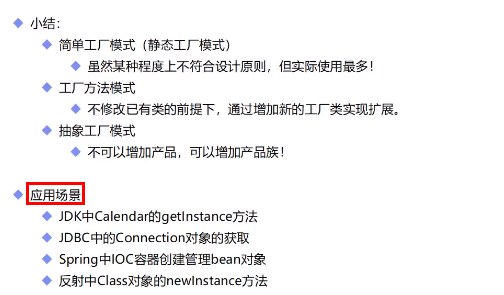 小结：
简单工厂模式（静态工厂模式）
虽然某种程度上不符合设计原则，但实际使用最多！
工厂方法模式
不修改已有类的前提下，通过增加新的工厂类实现扩展。
抽象工厂模式
不可以增加产品，可以增加产品族！
应用场景
JDK中Calendar的getInstance方法
JDBC中的Connection对象的获取
Spring中IOC容器创建管理bean对象
反射中Class对象的newInstance方法